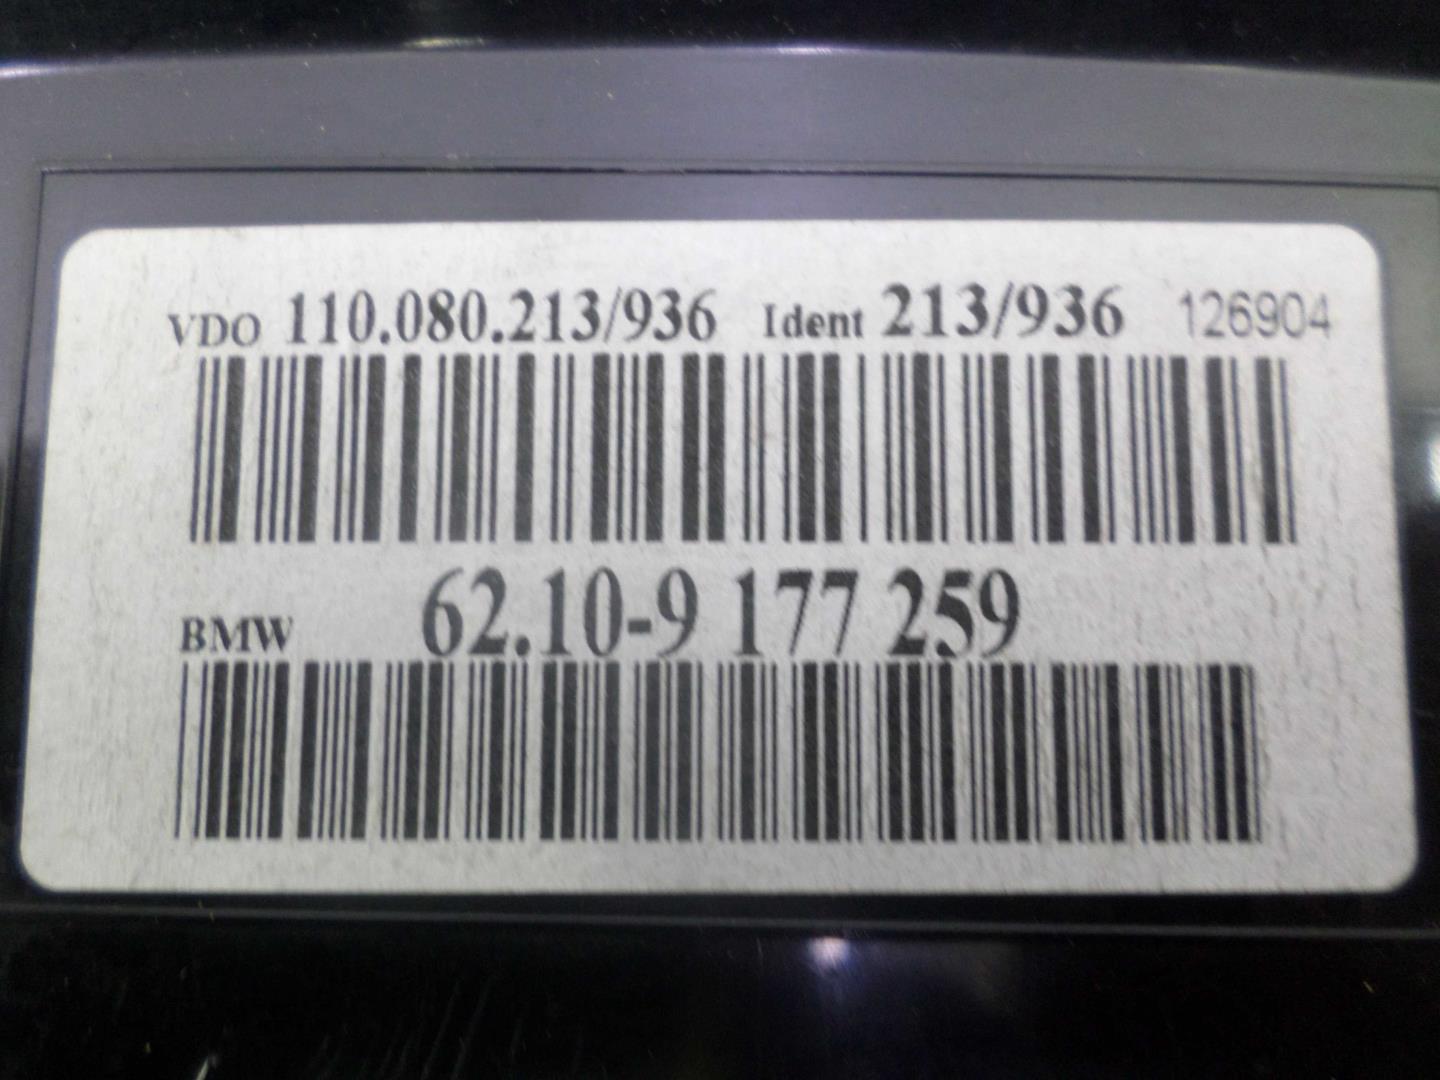 VDO 110.080.213/936 Ident 213/936 126904
BMW 62.10-9 177 259